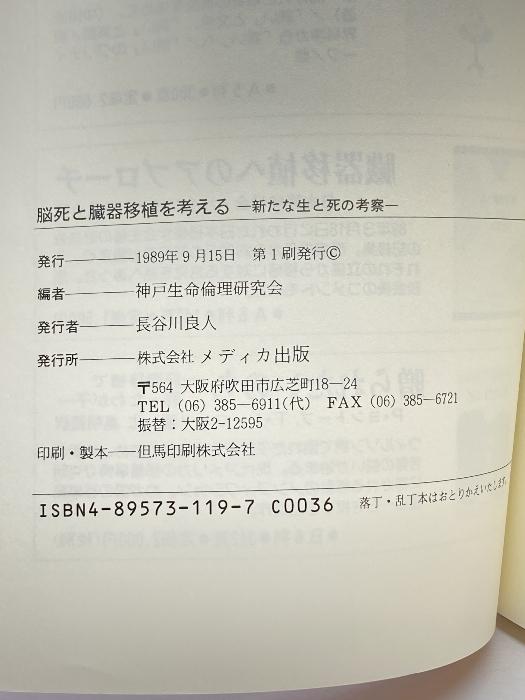 脳死と臓器移植を考える —新たな生と死の考察—
発行————1989年9月15日　第1刷発行©
編者————神戸生命倫理研究会
発行者———長谷川良人
発行所———株式会社 メディカ出版
〒564 大阪府吹田市広芝町18—24
TEL (06) 385—6911(代) FAX (06) 385—6721
振替：大阪2-12595
印刷・製本——但馬印刷株式会社
ISBN4-89573-119-7 C0036　落丁・乱丁本はおとりかえいたします。